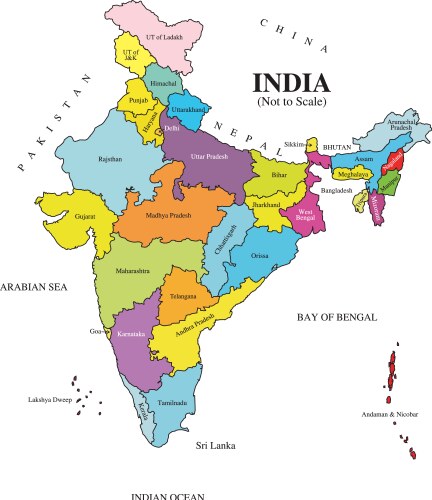 CHINA
UT of Ladakh
UT of
J&K
Himachal
INDIA
(Not to Scale)
PAKISTAN
Punjab
Uttarakhand
Haryana
Delhi
NEPAL
Arunachal
Pradesh
Sikkim
BHUTAN
Rajsthan
Uttar Pradesh
Assam
Nagaland
Bihar
Meghulaya
Bangladesh
Jharkhand
Mizoram
Gujarat
Madhya Pradesh
West
Bengal
Chhattisgarh
Orissa
Maharashtra
ARABIAN SEA
Telangana
BAY OF BENGAL
Andhra Pradesh
Goa
Karnataka
Lakshya Dweep
Tamilnadu
Kerala
Andaman & Nicobar
Sri Lanka
INDIAN OCEAN